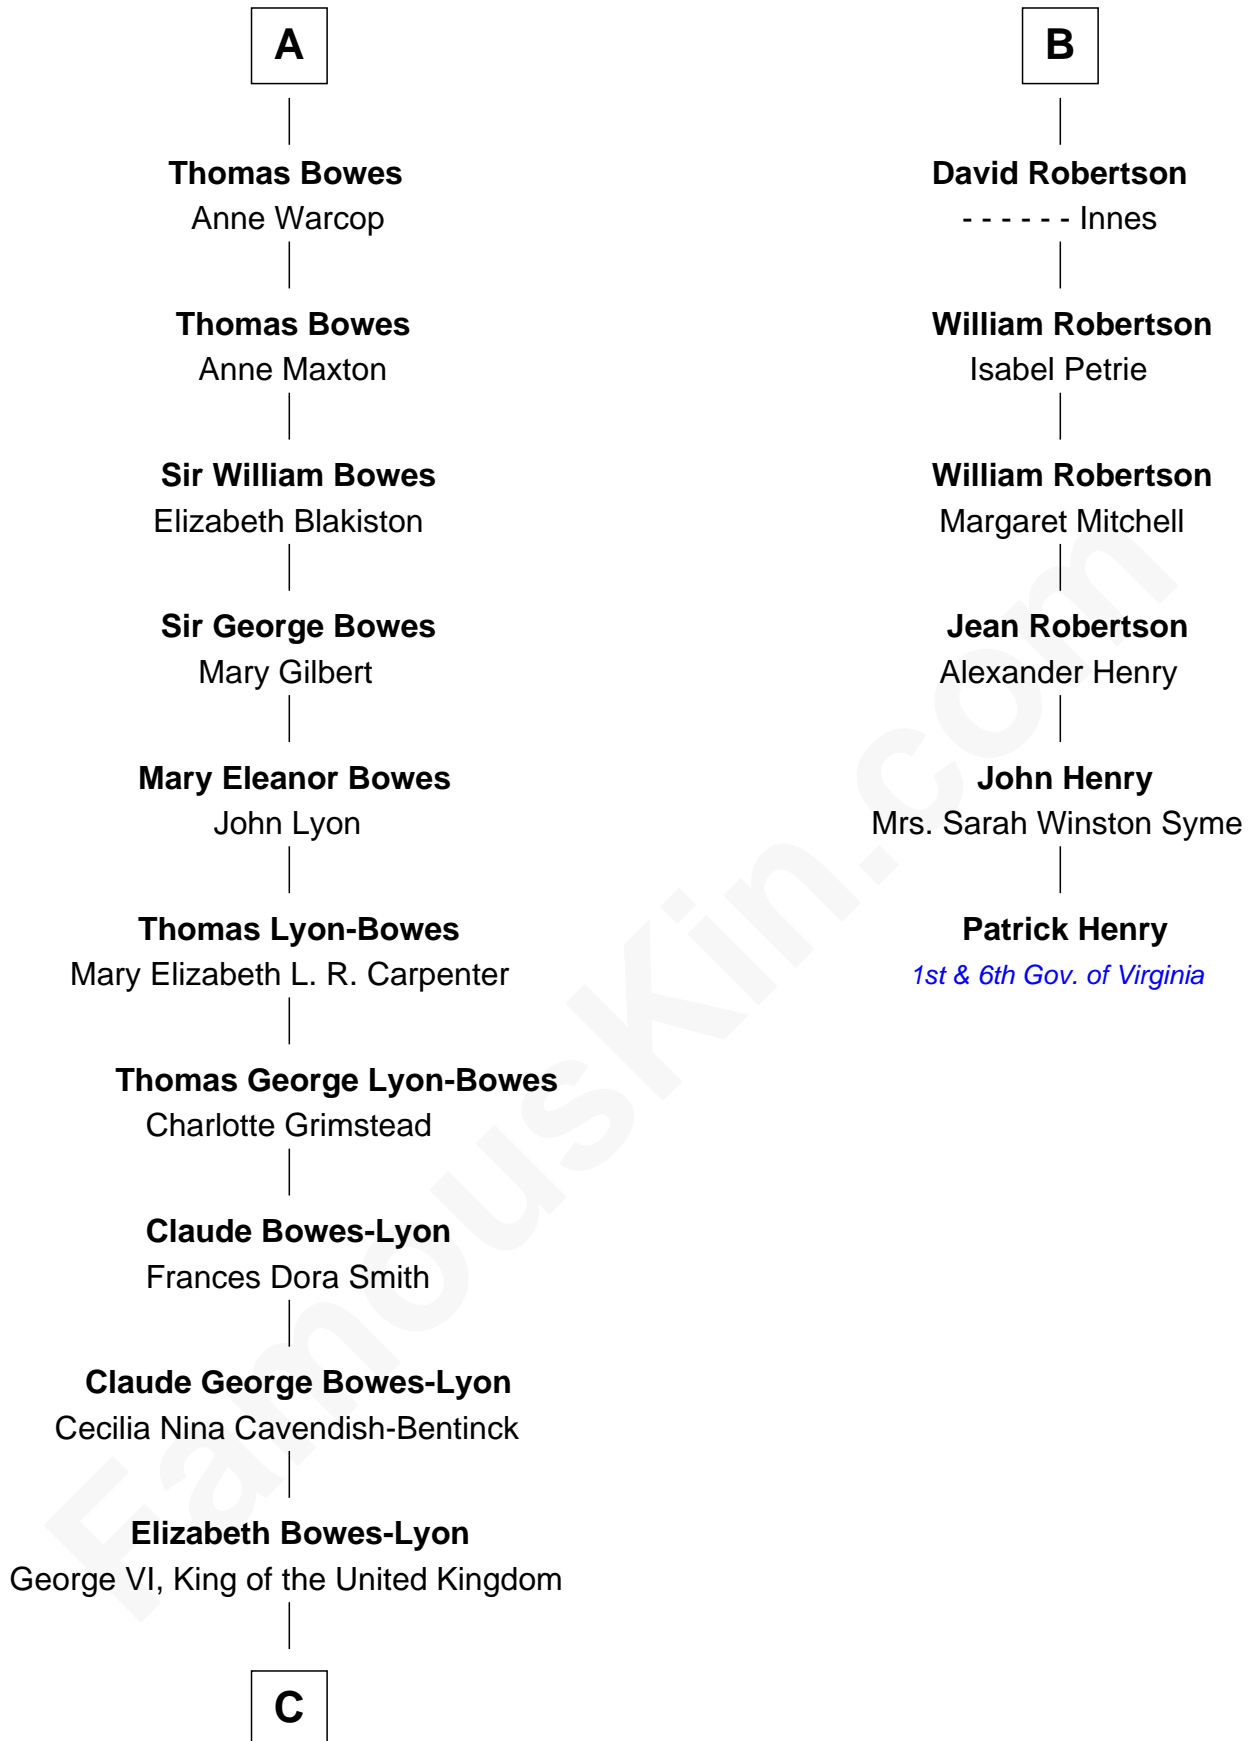 A
Thomas Bowes
Anne Warcop
Thomas Bowes
Anne Maxton
Sir William Bowes
Elizabeth Blakiston
Sir George Bowes
Mary Gilbert
Mary Eleanor Bowes
John Lyon
Thomas Lyon-Bowes
Mary Elizabeth L. R. Carpenter
Thomas George Lyon-Bowes
Charlotte Grimstead
Claude Bowes-Lyon
Frances Dora Smith
Claude George Bowes-Lyon
Cecilia Nina Cavendish-Bentinck
Elizabeth Bowes-Lyon
George VI, King of the United Kingdom
C
B
David Robertson
- - - - - - Innes
William Robertson
Isabel Petrie
William Robertson
Margaret Mitchell
Jean Robertson
Alexander Henry
John Henry
Mrs. Sarah Winston Syme
Patrick Henry
1st & 6th Gov. of Virginia
FamousKin.com